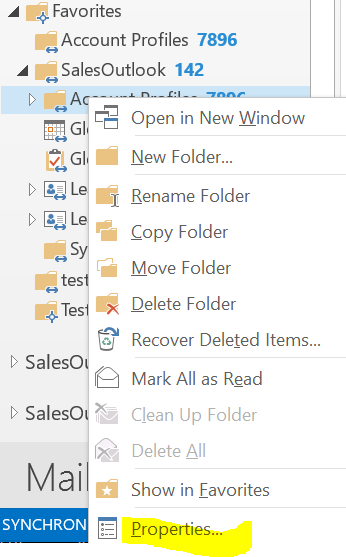 Favorites
Account Profiles 7896
SalesOutlook 142
Account Profiles 7896
Open in New Window
Gl
New Folder...
Gl
Le
Rename Folder
Le
Copy Folder
Sy
Move Folder
test
Delete Folder
Test
Recover Deleted Items...
SalesOu
Mark All as Read
SalesOu
Clean Up Folder
Delete All
Mail
Show in Favorites
SYNCHRON
Properties...